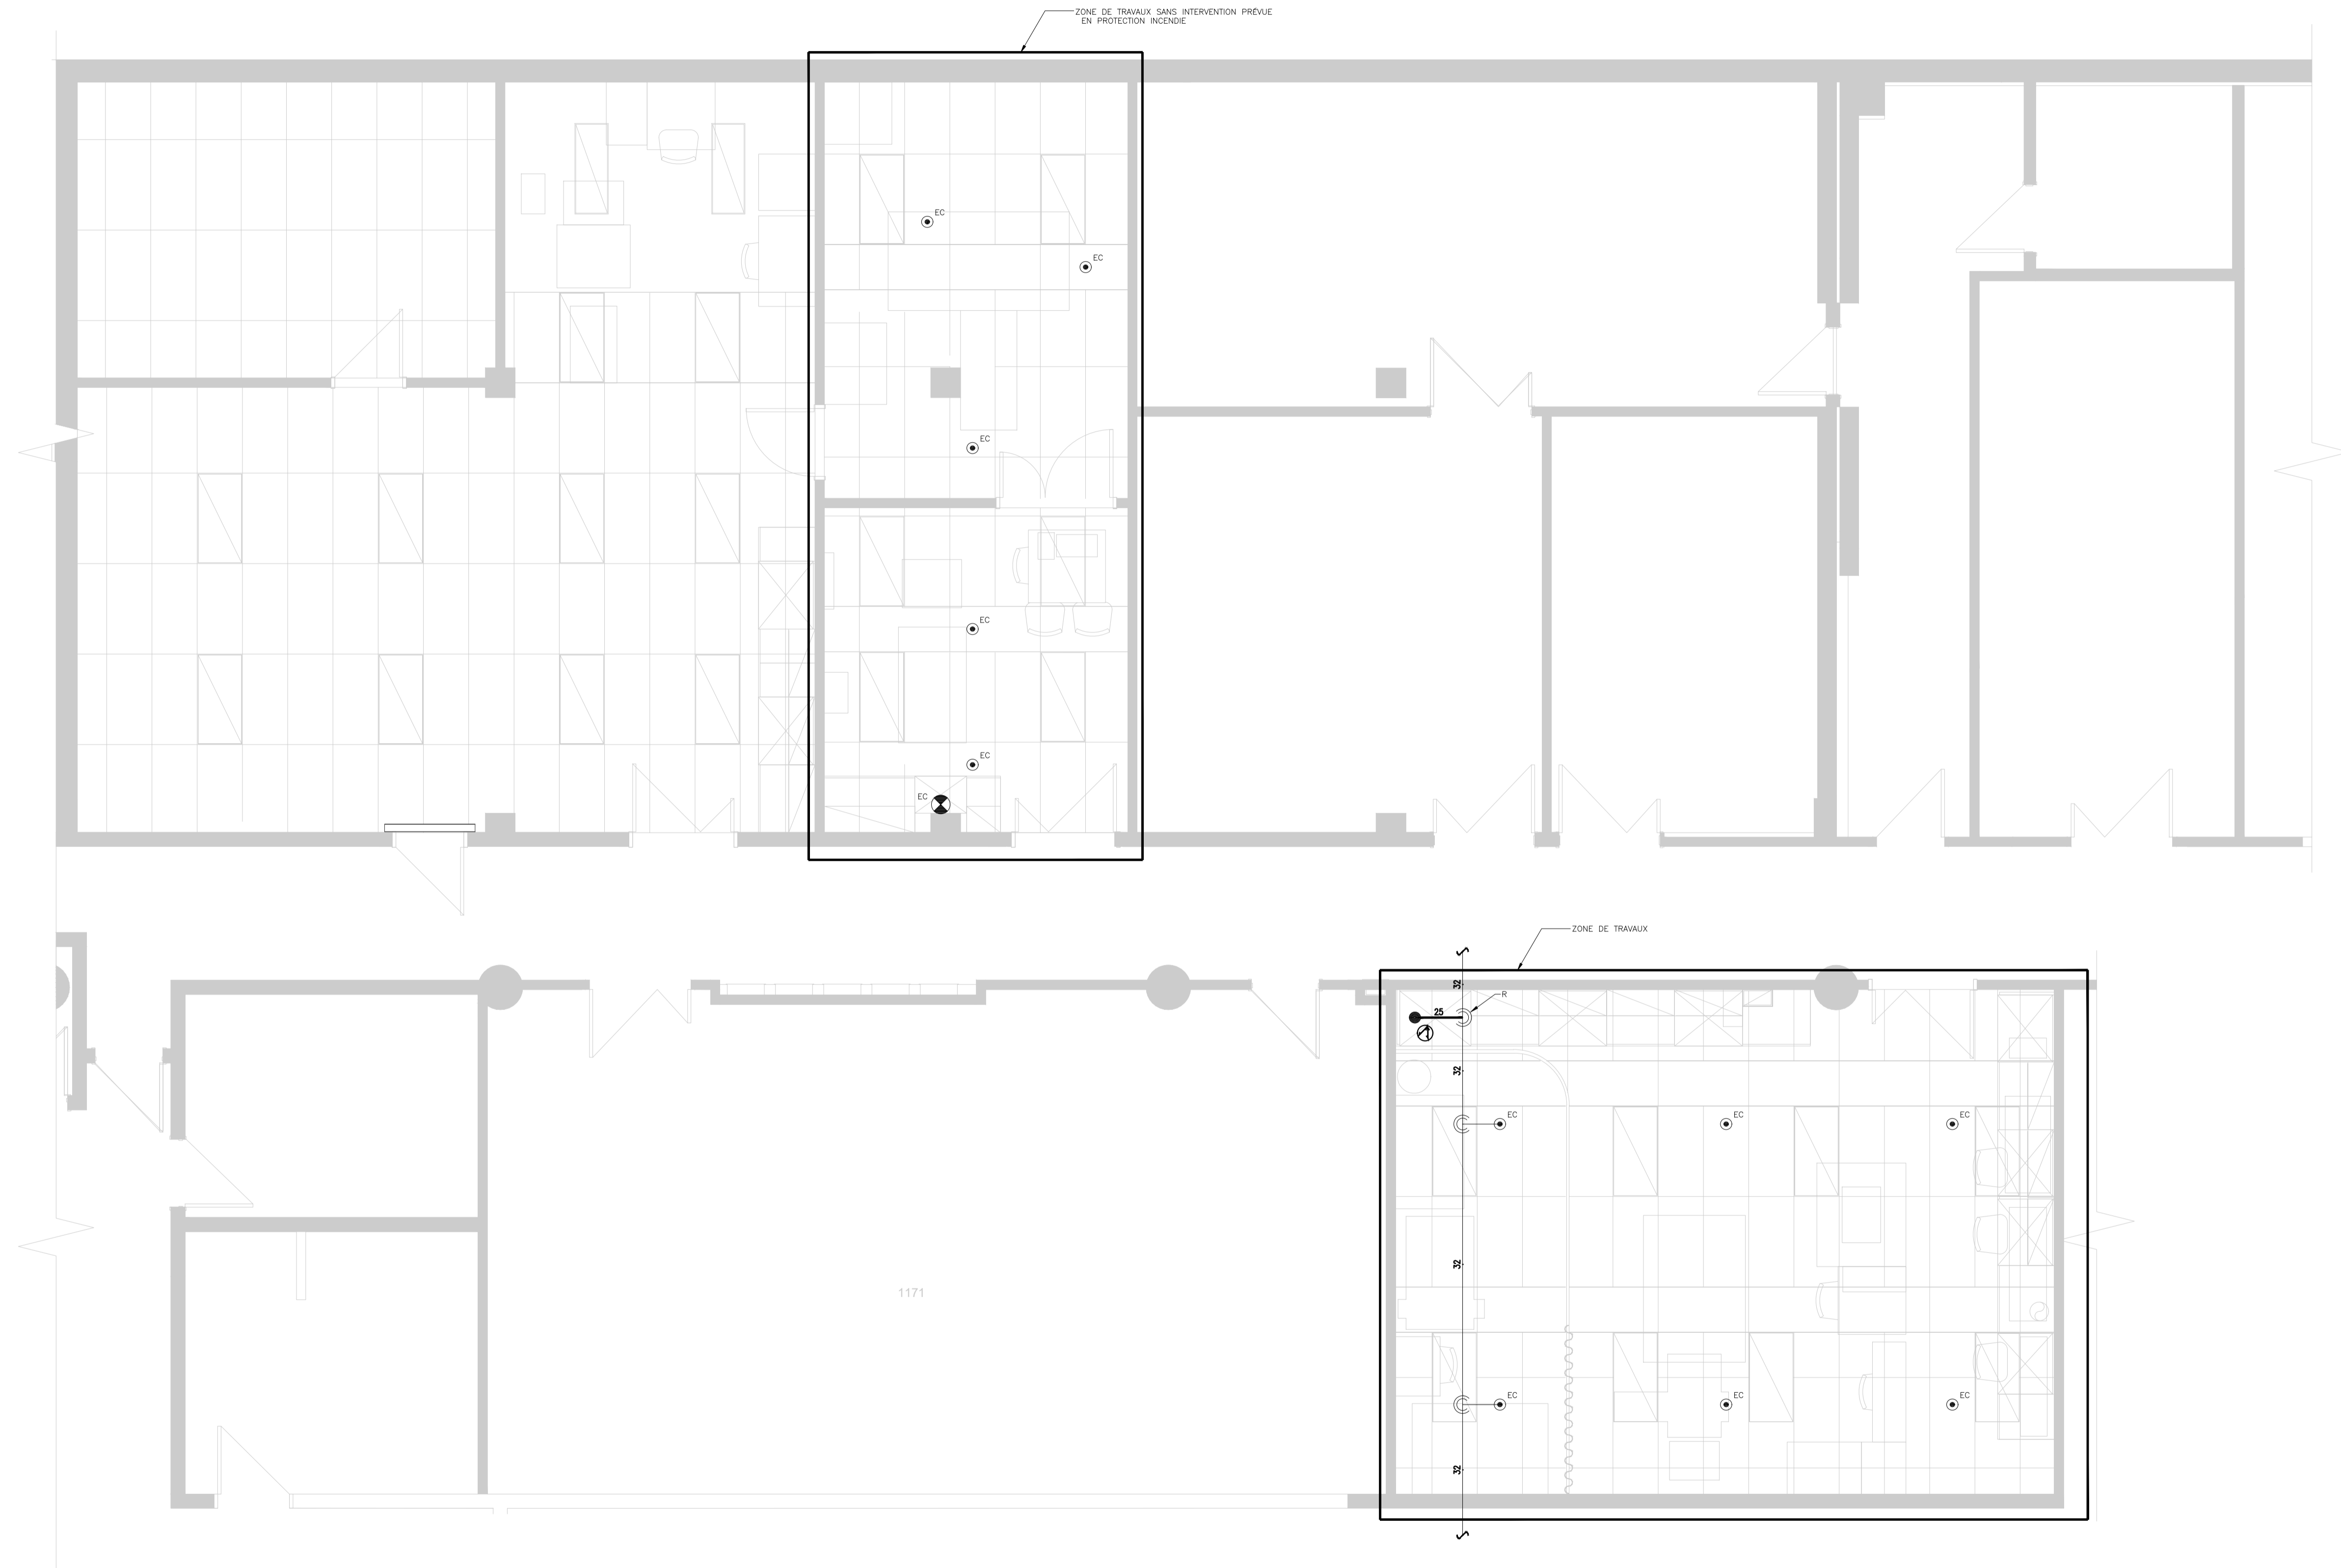 ZONE DE TRAVAUX SANS INTERVENTION PRÉVUE
EN PROTECTION INCENDIE
EC
EC
EC
EC
EC
EC
ZONE DE TRAVAUX
32
R
25
1
32
EC
EC
EC
32
1171
EC
EC
EC
32